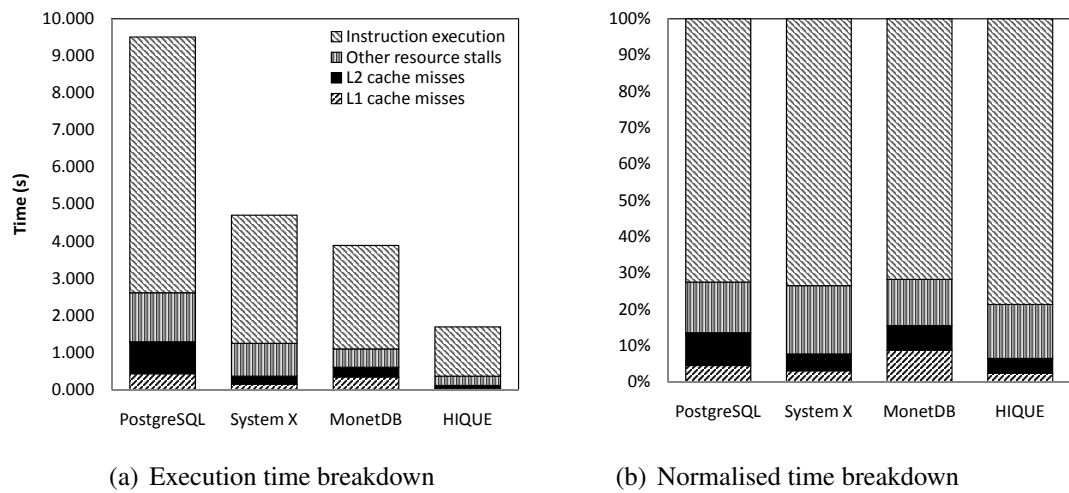 10.000
9.000
8.000
7.000
6.000
5.000
4.000
3.000
2.000
1.000
0.000
Time (s)
Instruction execution
Other resource stalls
L2 cache misses
L1 cache misses
PostgreSQL System X MonetDB HIQUE
(a) Execution time breakdown
100%
90%
80%
70%
60%
50%
40%
30%
20%
10%
0%
PostgreSQL System X MonetDB HIQUE
(b) Normalised time breakdown